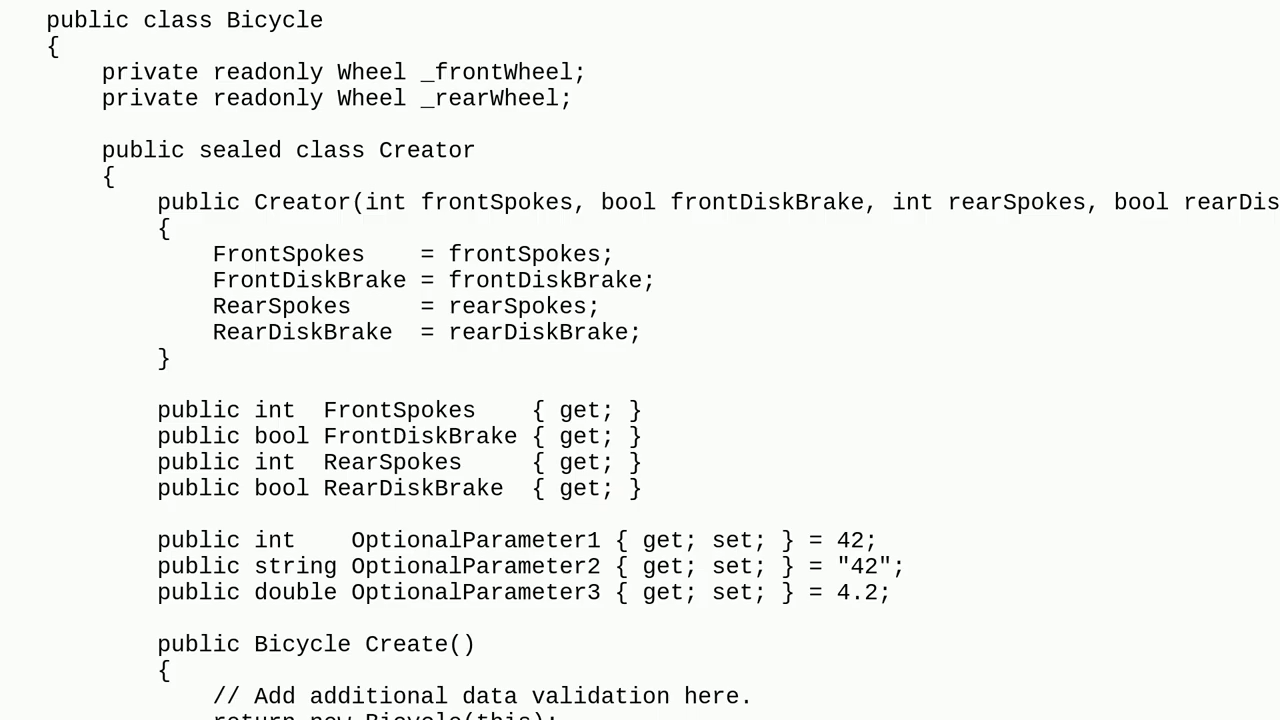 public class Bicycle
{
    private readonly Wheel _frontWheel;
    private readonly Wheel _rearWheel;

    public sealed class Creator
    {
        public Creator(int frontSpokes, bool frontDiskBrake, int rearSpokes, bool rearDis
        {
            FrontSpokes    = frontSpokes;
            FrontDiskBrake = frontDiskBrake;
            RearSpokes     = rearSpokes;
            RearDiskBrake  = rearDiskBrake;
        }

        public int  FrontSpokes    { get; }
        public bool FrontDiskBrake { get; }
        public int  RearSpokes     { get; }
        public bool RearDiskBrake  { get; }

        public int    OptionalParameter1 { get; set; } = 42;
        public string OptionalParameter2 { get; set; } = "42";
        public double OptionalParameter3 { get; set; } = 4.2;

        public Bicycle Create()
        {
            // Add additional data validation here.
            return new Bicycle(this);